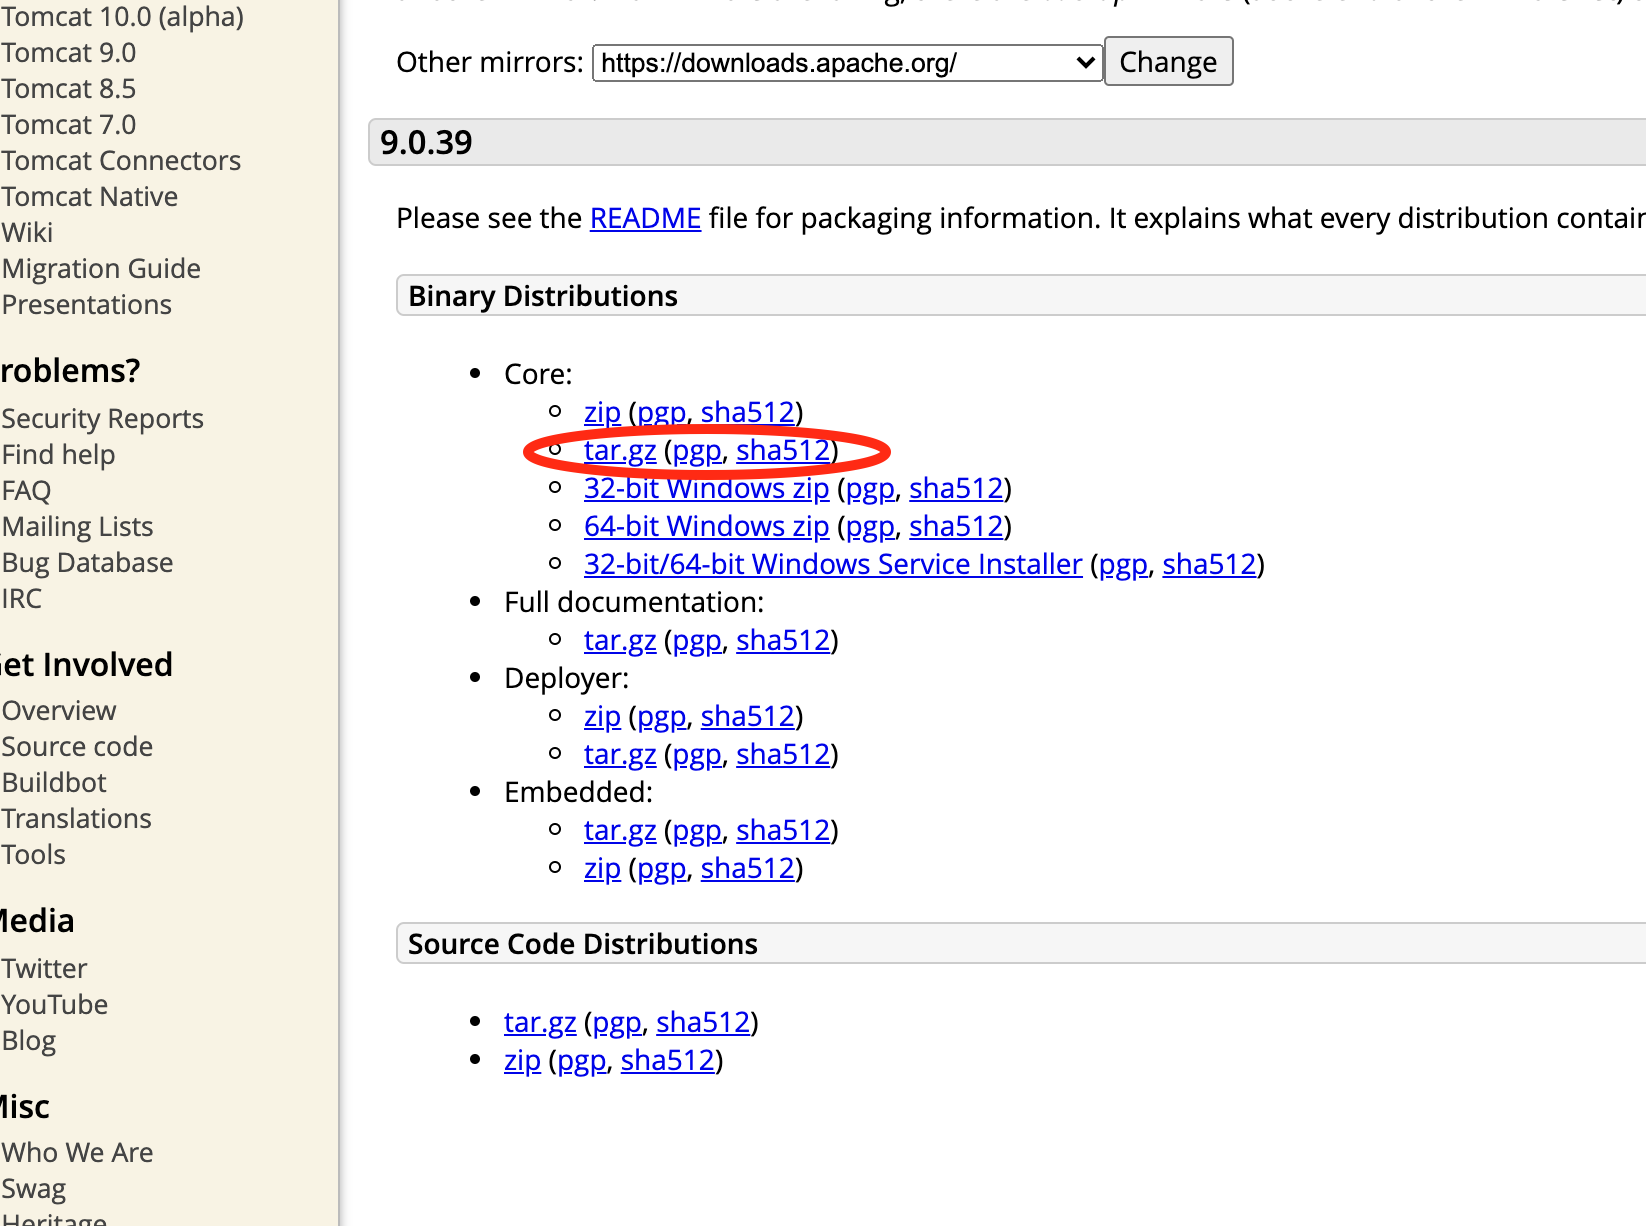 Tomcat 10.0 (alpha)
Tomcat 9.0
Tomcat 8.5
Tomcat 7.0
Tomcat Connectors
Tomcat Native
Wiki
Migration Guide
Presentations
roblems?
Security Reports
Find help
FAQ
Mailing Lists
Bug Database
IRC
et Involved
Overview
Source code
Buildbot
Translations
Tools
Media
Twitter
YouTube
Blog
Misc
Who We Are
Swag
Heritage
Other mirrors: https://downloads.apache.org/ Change
9.0.39
Please see the README file for packaging information. It explains what every distribution contain
Binary Distributions
Core:
zip (pgp, sha512)
tar.gz (pgp, sha512)
32-bit Windows zip (pgp, sha512)
64-bit Windows zip (pgp, sha512)
32-bit/64-bit Windows Service Installer (pgp, sha512)
Full documentation:
tar.gz (pgp, sha512)
Deployer:
zip (pgp, sha512)
tar.gz (pgp, sha512)
Embedded:
tar.gz (pgp, sha512)
zip (pgp, sha512)
Source Code Distributions
tar.gz (pgp, sha512)
zip (pgp, sha512)